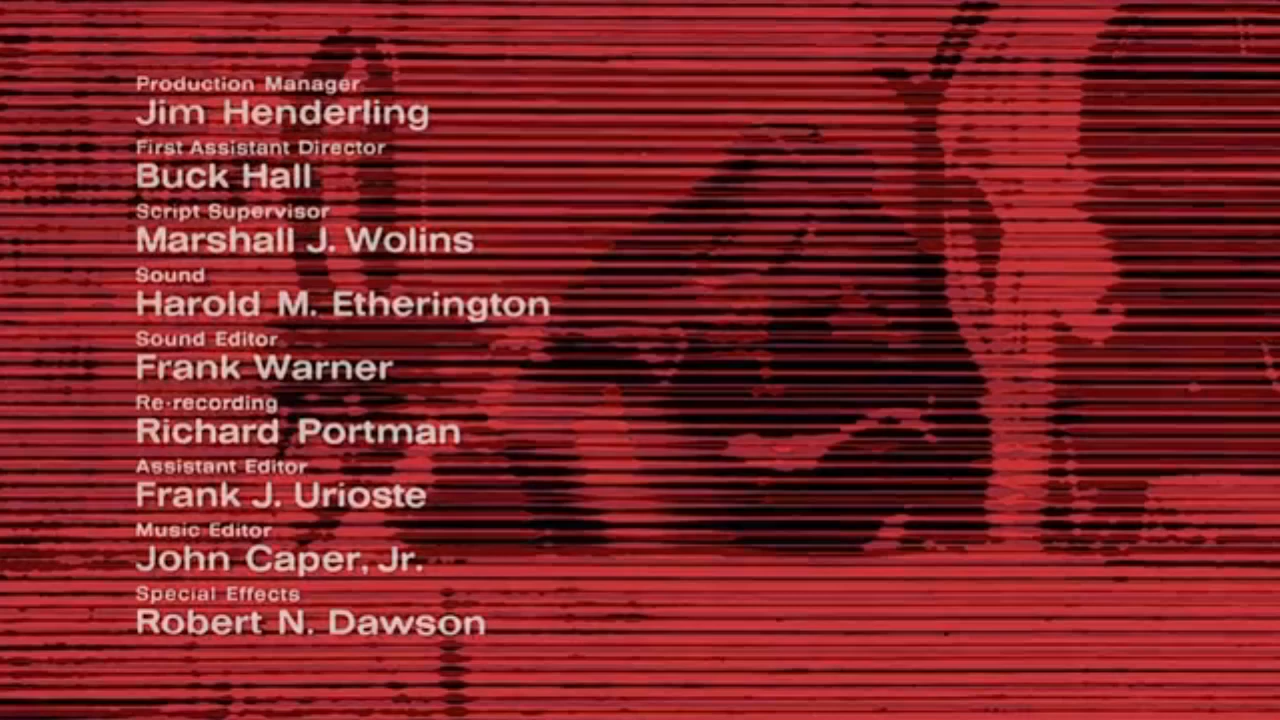 Production Manager
Jim Henderling
First Assistant Director
Buck Hall
Script Supervisor
Marshall J. Wolins
Sound
Harold M. Etherington
Sound Editor
Frank Warner
Re-recording
Richard Portman
Assistant Editor
Frank J. Urioste
Music Editor
John Caper, Jr.
Special Effects
Robert N. Dawson